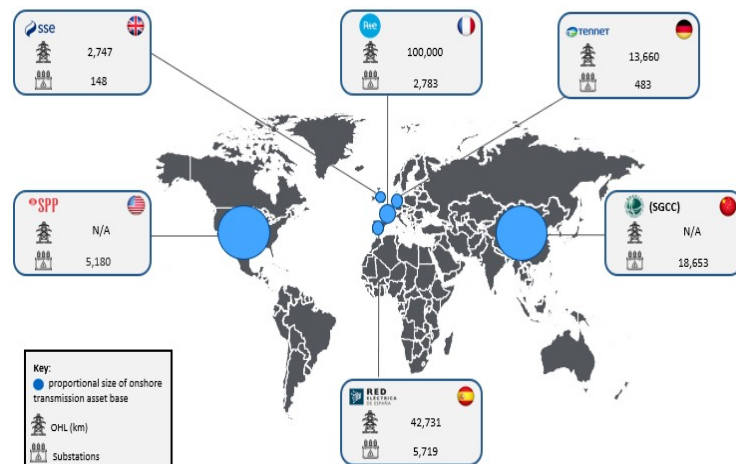 sse
2,747
148
Rte
100,000
2,783
TENNET
13,660
483
SPP
N/A
5,180
(SGCC)
N/A
18,653
RED
ELÉCTRICA
DE ESPAÑA
42,731
5,719
Key:
proportional size of onshore
transmission asset base
OHL (km)
Substations